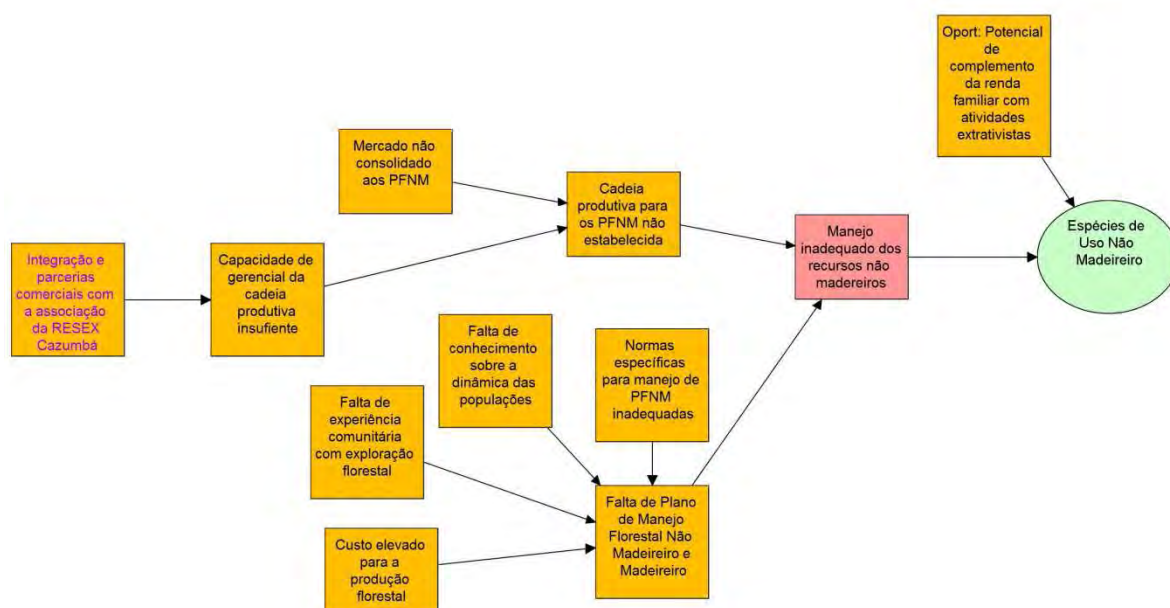 Oport: Potencial
de
complemento
da renda
familiar com
atividades
extrativistas
Mercado não
consolidado
aos PFNM
Cadeia
produtiva para
os PFNM não
estabelecida
Manejo
inadequado dos
recursos não
madereiros
Espécies de
Uso Não
Madeireiro
Integração e
parcerias
comerciais com
a associação
da RESEX
Cazumbá
Capacidade de
gerencial da
cadeia
produtiva
insufiente
Falta de
conhecimento
sobre a
dinâmica das
populações
Normas
específicas
para manejo de
PFNM
inadequadas
Falta de
experiência
comunitária
com exploração
florestal
Falta de Plano
de Manejo
Florestal Não
Madeireiro e
Madeireiro
Custo elevado
para a
produção
florestal